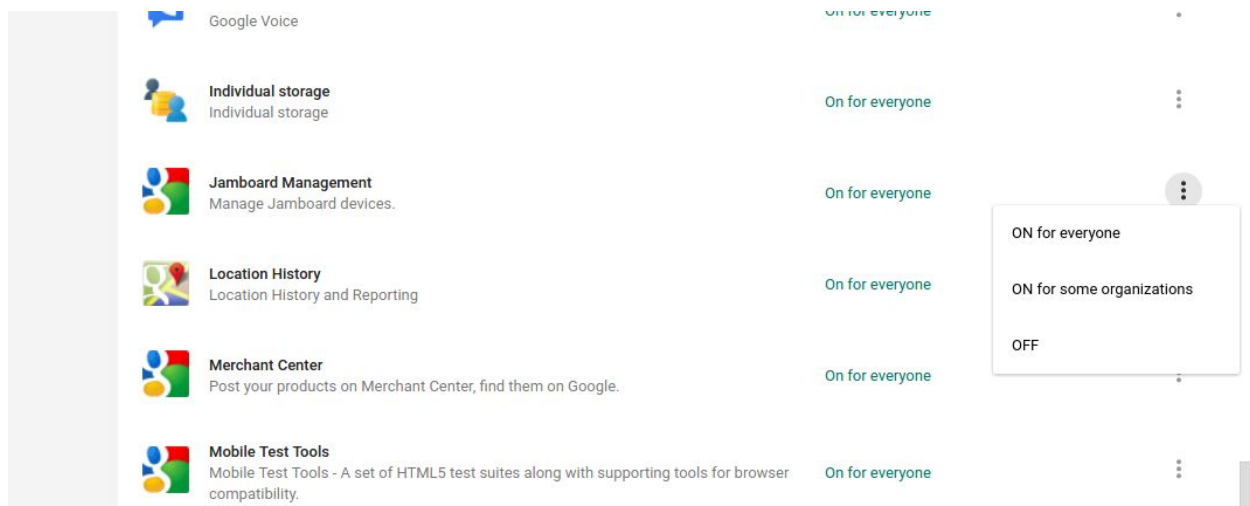 Google Voice
On for everyone
Individual storage
Individual storage
On for everyone
Jamboard Management
Manage Jamboard devices.
On for everyone
ON for everyone
ON for some organizations
OFF
Location History
Location History and Reporting
On for everyone
Merchant Center
Post your products on Merchant Center, find them on Google.
On for everyone
Mobile Test Tools
Mobile Test Tools - A set of HTML5 test suites along with supporting tools for browser
compatibility.
On for everyone